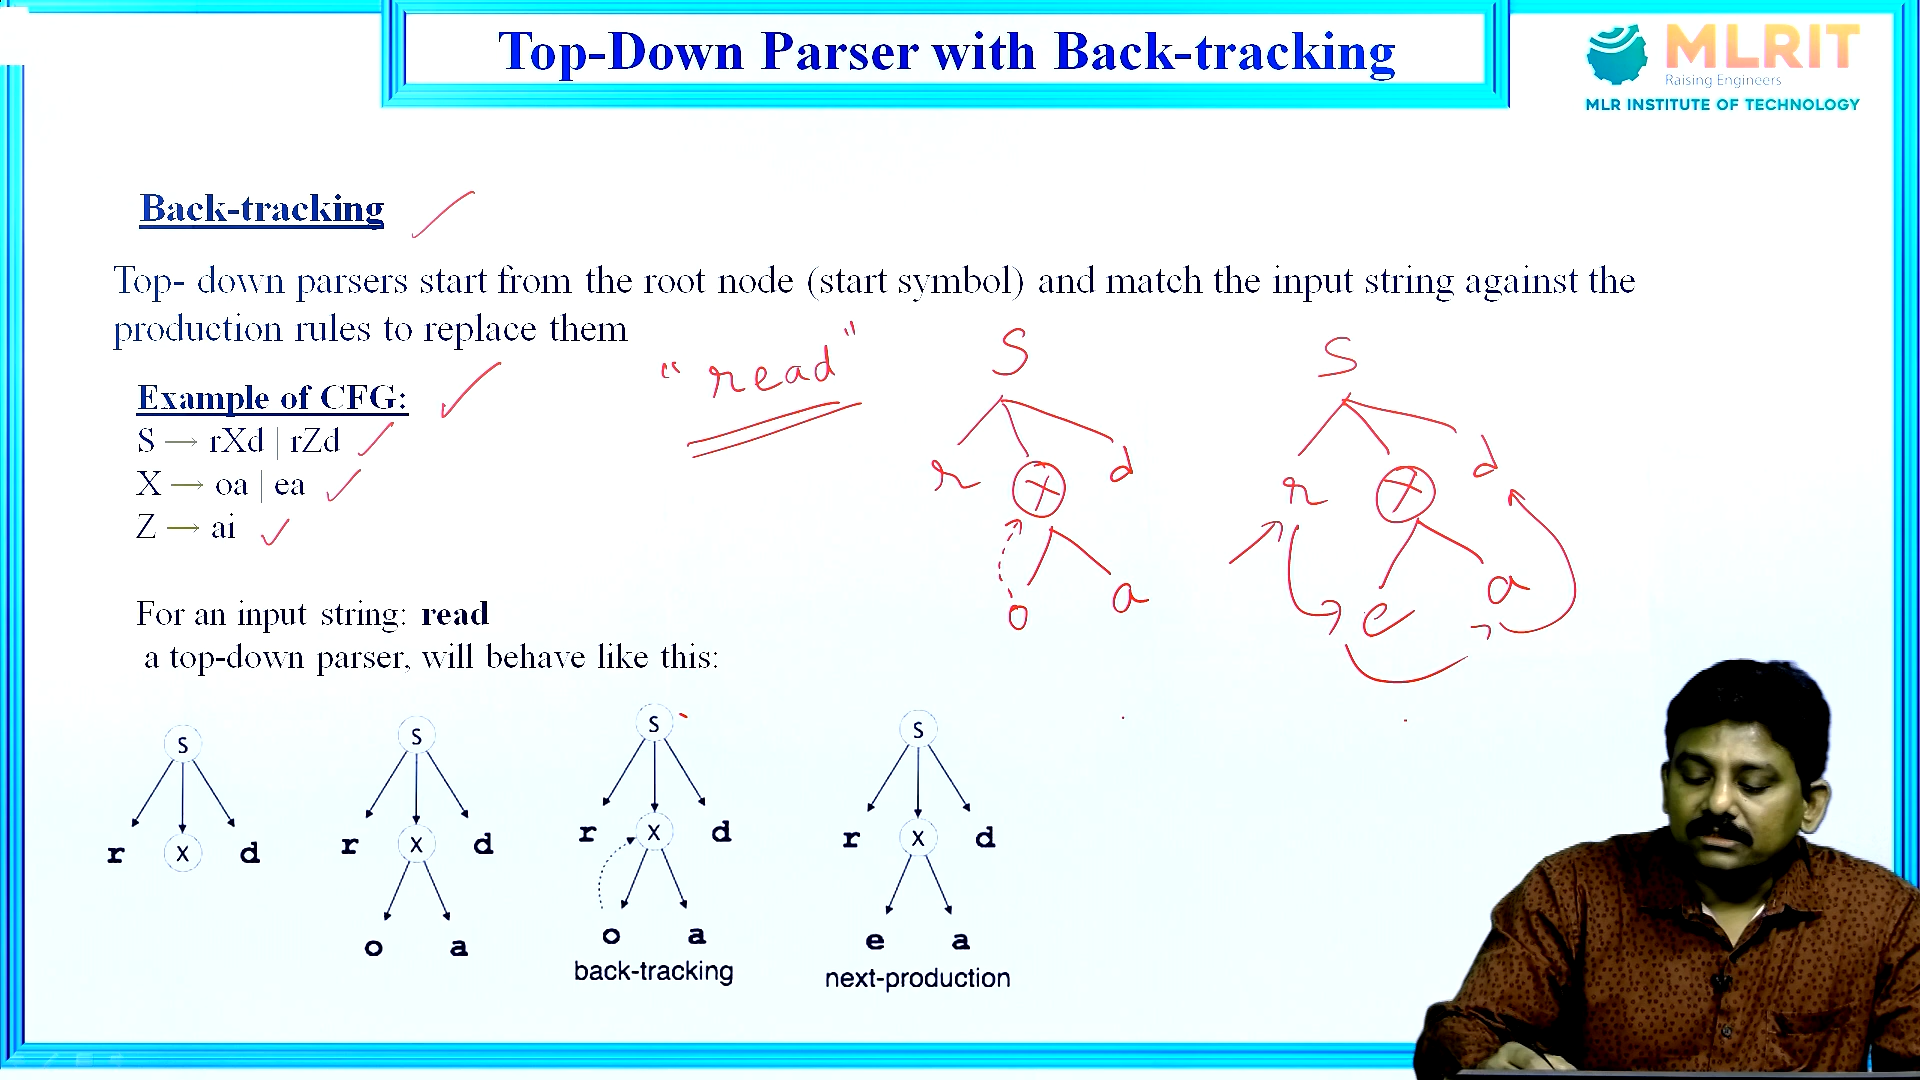 Top-Down Parser with Back-tracking
MLRIT
Raising Engineers
MLR INSTITUTE OF TECHNOLOGY
Back-tracking
Top- down parsers start from the root node (start symbol) and match the input string against the
production rules to replace them
"read"
Example of CFG:
S → rXd | rZd
X → oa | ea
Z → ai
S
r X d
o a
S
r X d
e a
For an input string: read
a top-down parser, will behave like this:
S
r X d
S
r X d
o a
S
r X d
o a
back-tracking
S
r X d
e a
next-production